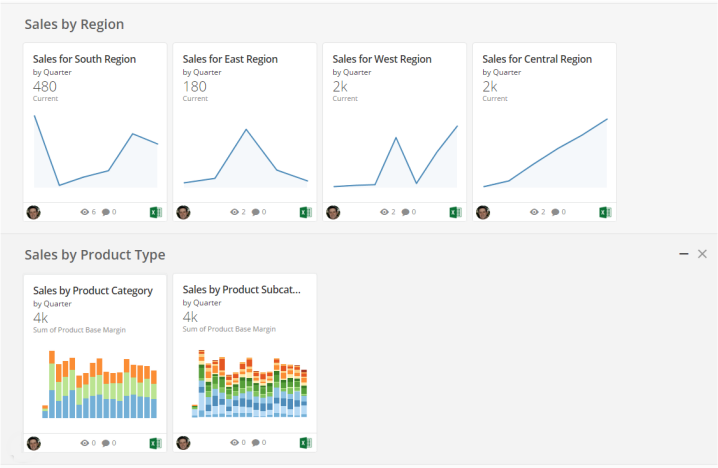 Sales by Region
Sales for South Region
by Quarter
480
Current
6
0
Sales for East Region
by Quarter
180
Current
2
0
Sales for West Region
by Quarter
2k
Current
2
0
Sales for Central Region
by Quarter
2k
Current
2
0
Sales by Product Type
Sales by Product Category
by Quarter
4k
Sum of Product Base Margin
0
0
Sales by Product Subcat...
by Quarter
4k
Sum of Product Base Margin
0
0